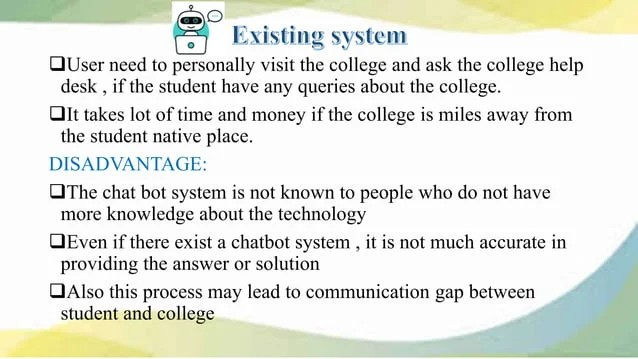 Existing system
❑User need to personally visit the college and ask the college help
desk , if the student have any queries about the college.
❑It takes lot of time and money if the college is miles away from
the student native place.
DISADVANTAGE:
❑The chat bot system is not known to people who do not have
more knowledge about the technology
❑Even if there exist a chatbot system , it is not much accurate in
providing the answer or solution
❑Also this process may lead to communication gap between
student and college